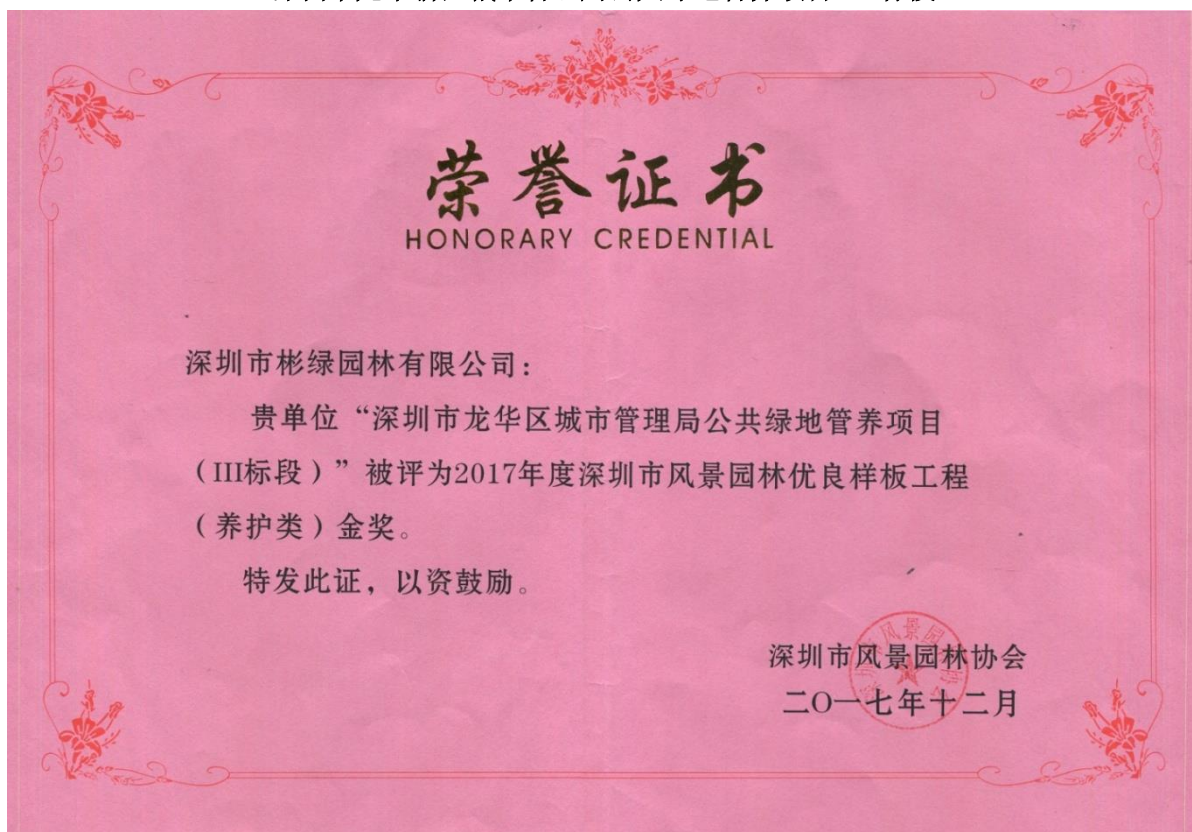 荣誉证书
HONORARY CREDENTIAL
深圳市彬绿园林有限公司：
贵单位“深圳市龙华区城市管理局公共绿地管养项目
（III标段）”被评为2017年度深圳市风景园林优良样板工程
（养护类）金奖。
特发此证，以资鼓励。
深圳市风景园林协会
二〇一七年十二月